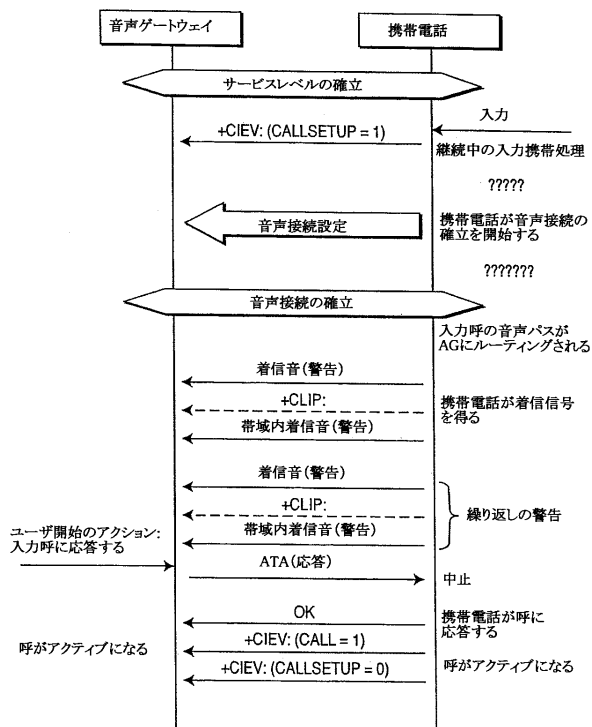 音声ゲートウェイ
携帯電話
サービスレベルの確立
入力
+CIEV: (CALLSETUP = 1)
継続中の入力携帯処理
?????
音声接続設定
携帯電話が音声接続の
確立を開始する
???????
音声接続の確立
入力呼の音声パスが
AGにルーティングされる
着信音(警告)
+CLIP:
携帯電話が着信信号
を得る
帯域内着信音(警告)
着信音(警告)
+CLIP:
繰り返しの警告
帯域内着信音(警告)
ユーザ開始のアクション:
入力呼に応答する
ATA(応答)
中止
OK
携帯電話が呼に
応答する
+CIEV: (CALL = 1)
呼がアクティブになる
+CIEV: (CALLSETUP = 0)
呼がアクティブになる